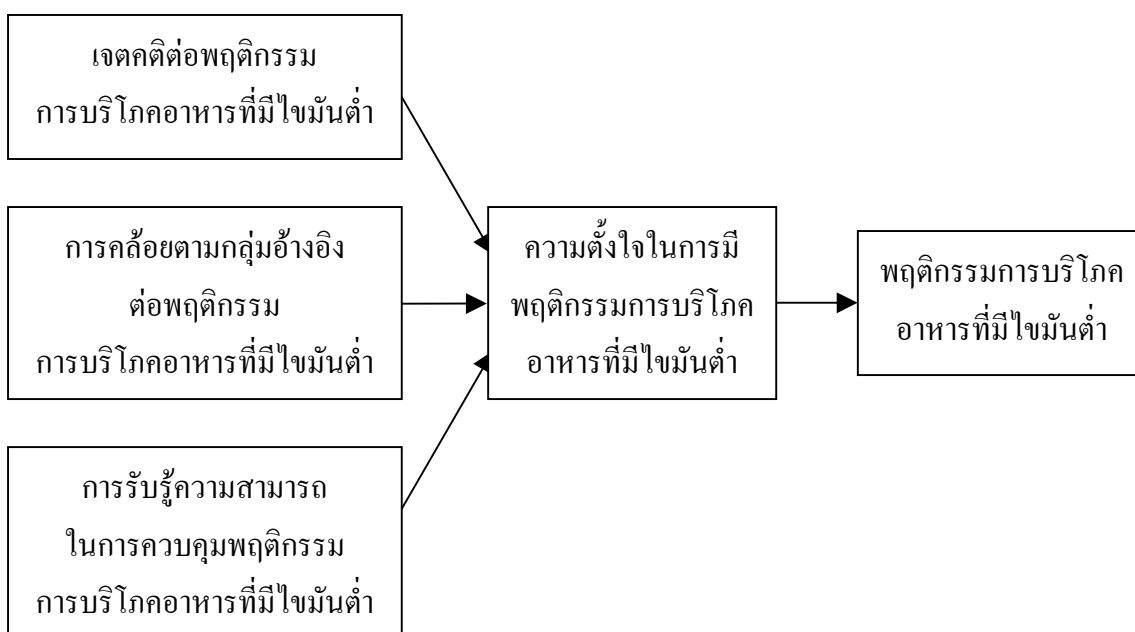 เจตคติต่อพฤติกรรม
การบริโภคอาหารที่มีไขมันต่ำ
การคล้อยตามกลุ่มอ้างอิง
ต่อพฤติกรรม
การบริโภคอาหารที่มีไขมันต่ำ
การรับรู้ความสามารถ
ในการควบคุมพฤติกรรม
การบริโภคอาหารที่มีไขมันต่ำ
ความตั้งใจในการมี
พฤติกรรมการบริโภค
อาหารที่มีไขมันต่ำ
พฤติกรรมการบริโภค
อาหารที่มีไขมันต่ำ